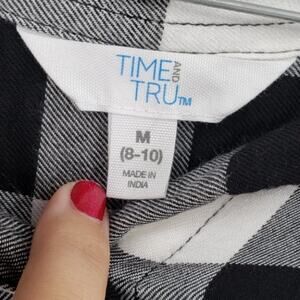 TIME AND
TRU™
M
(8-10)
MADE IN
INDIA